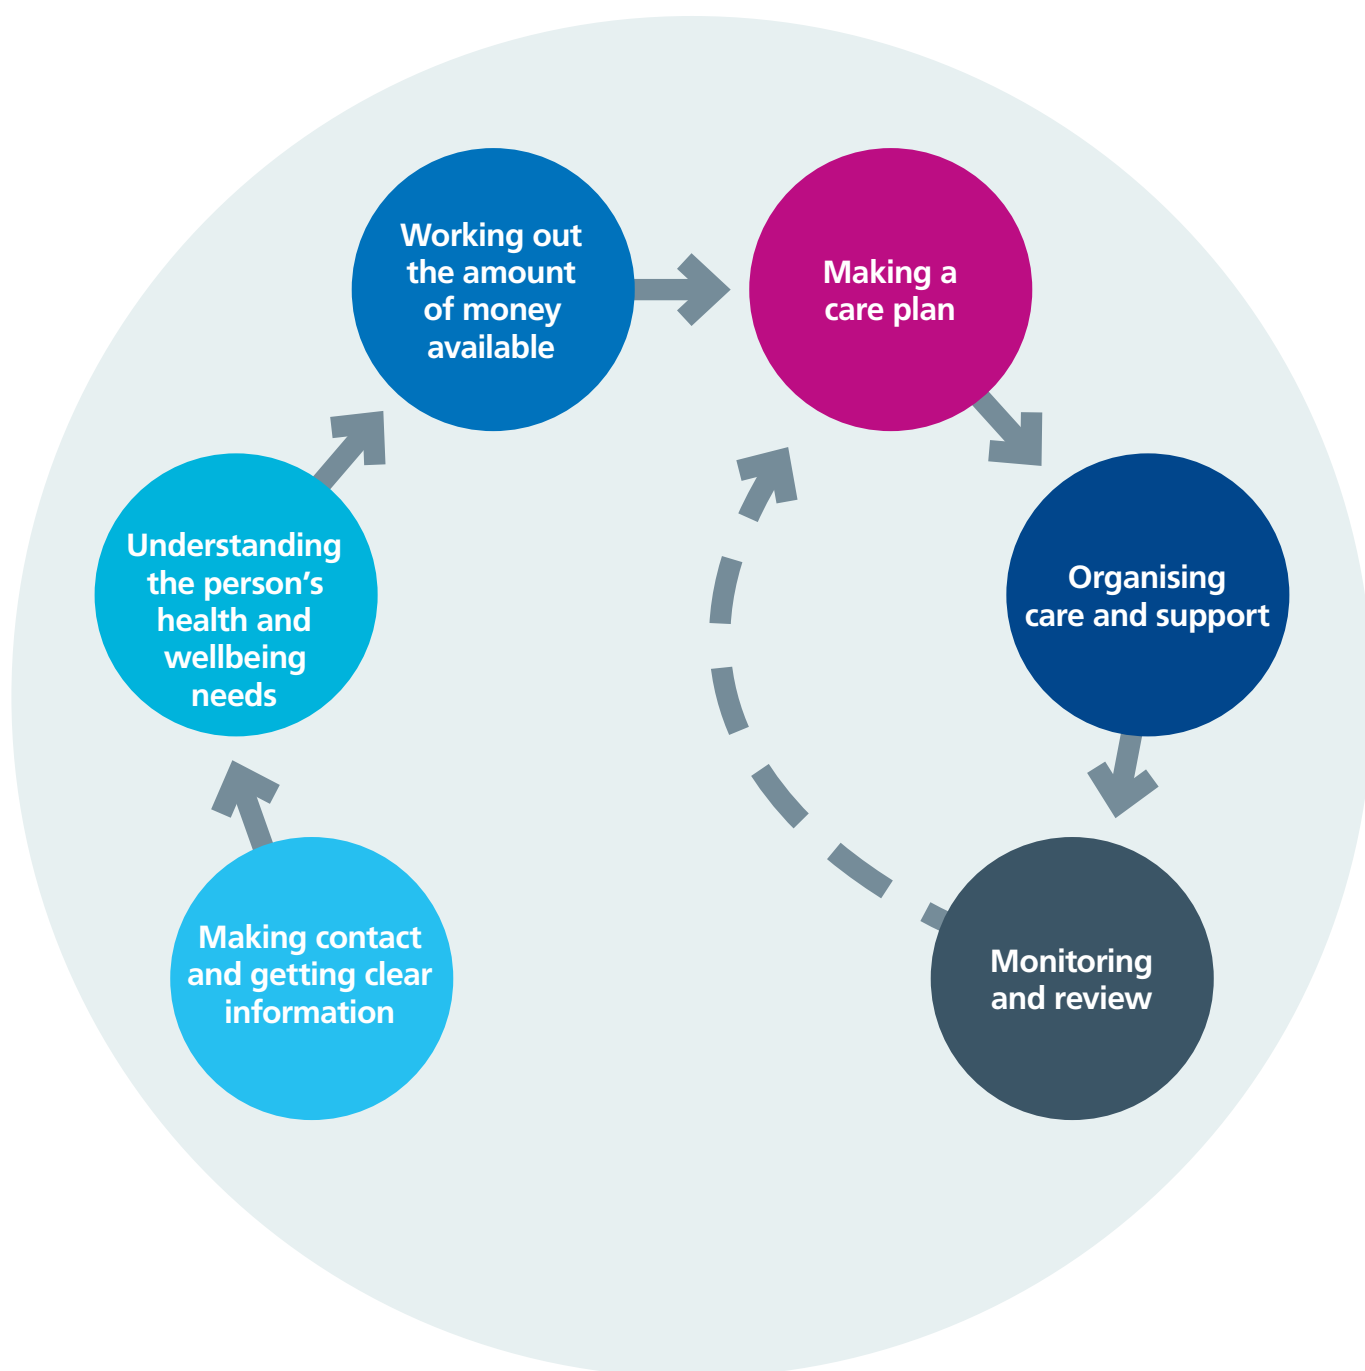 Making contact
and getting clear
information
Understanding
the person’s
health and
wellbeing
needs
Working out
the amount
of money
available
Making a
care plan
Organising
care and support
Monitoring
and review